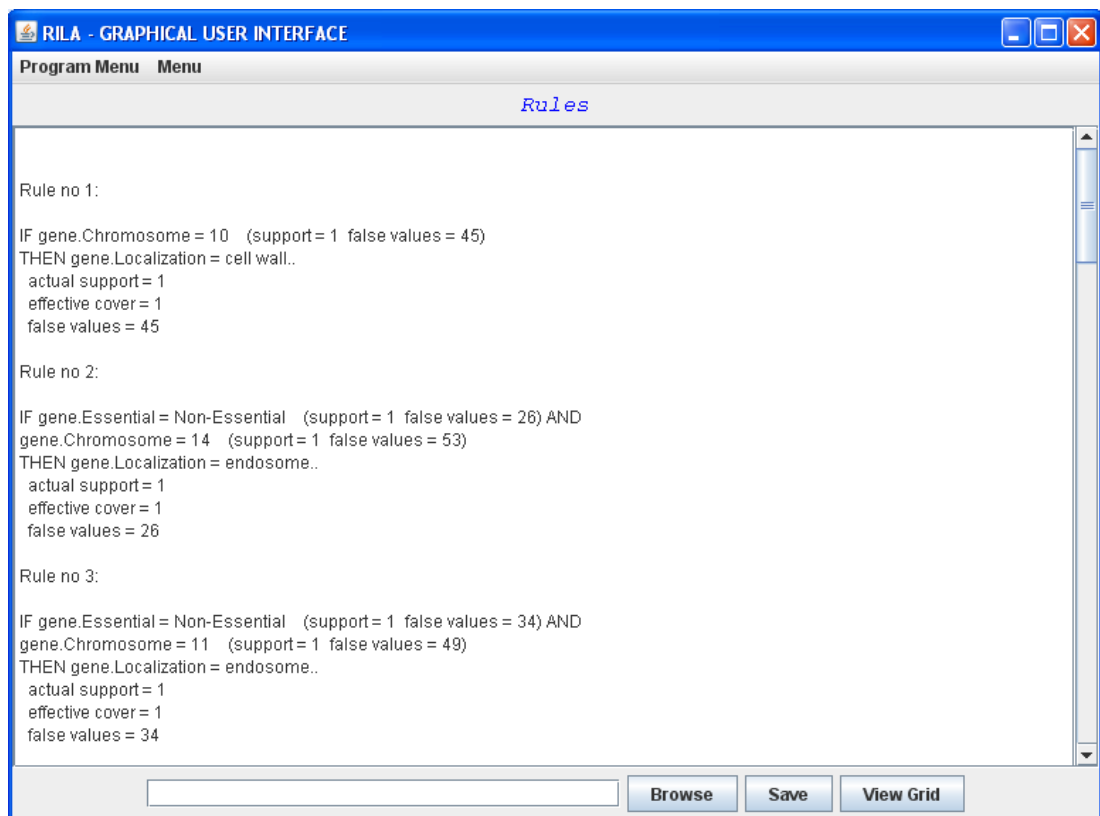 RILA - GRAPHICAL USER INTERFACE
Program Menu Menu
Rules
Rule no 1:
IF gene.Chromosome = 10 (support = 1 false values = 45)
THEN gene.Localization = cell wall..
actual support = 1
effective cover = 1
false values = 45
Rule no 2:
IF gene.Essential = Non-Essential (support = 1 false values = 26) AND
gene.Chromosome = 14 (support = 1 false values = 53)
THEN gene.Localization = endosome..
actual support = 1
effective cover = 1
false values = 26
Rule no 3:
IF gene.Essential = Non-Essential (support = 1 false values = 34) AND
gene.Chromosome = 11 (support = 1 false values = 49)
THEN gene.Localization = endosome..
actual support = 1
effective cover = 1
false values = 34
Browse Save View Grid